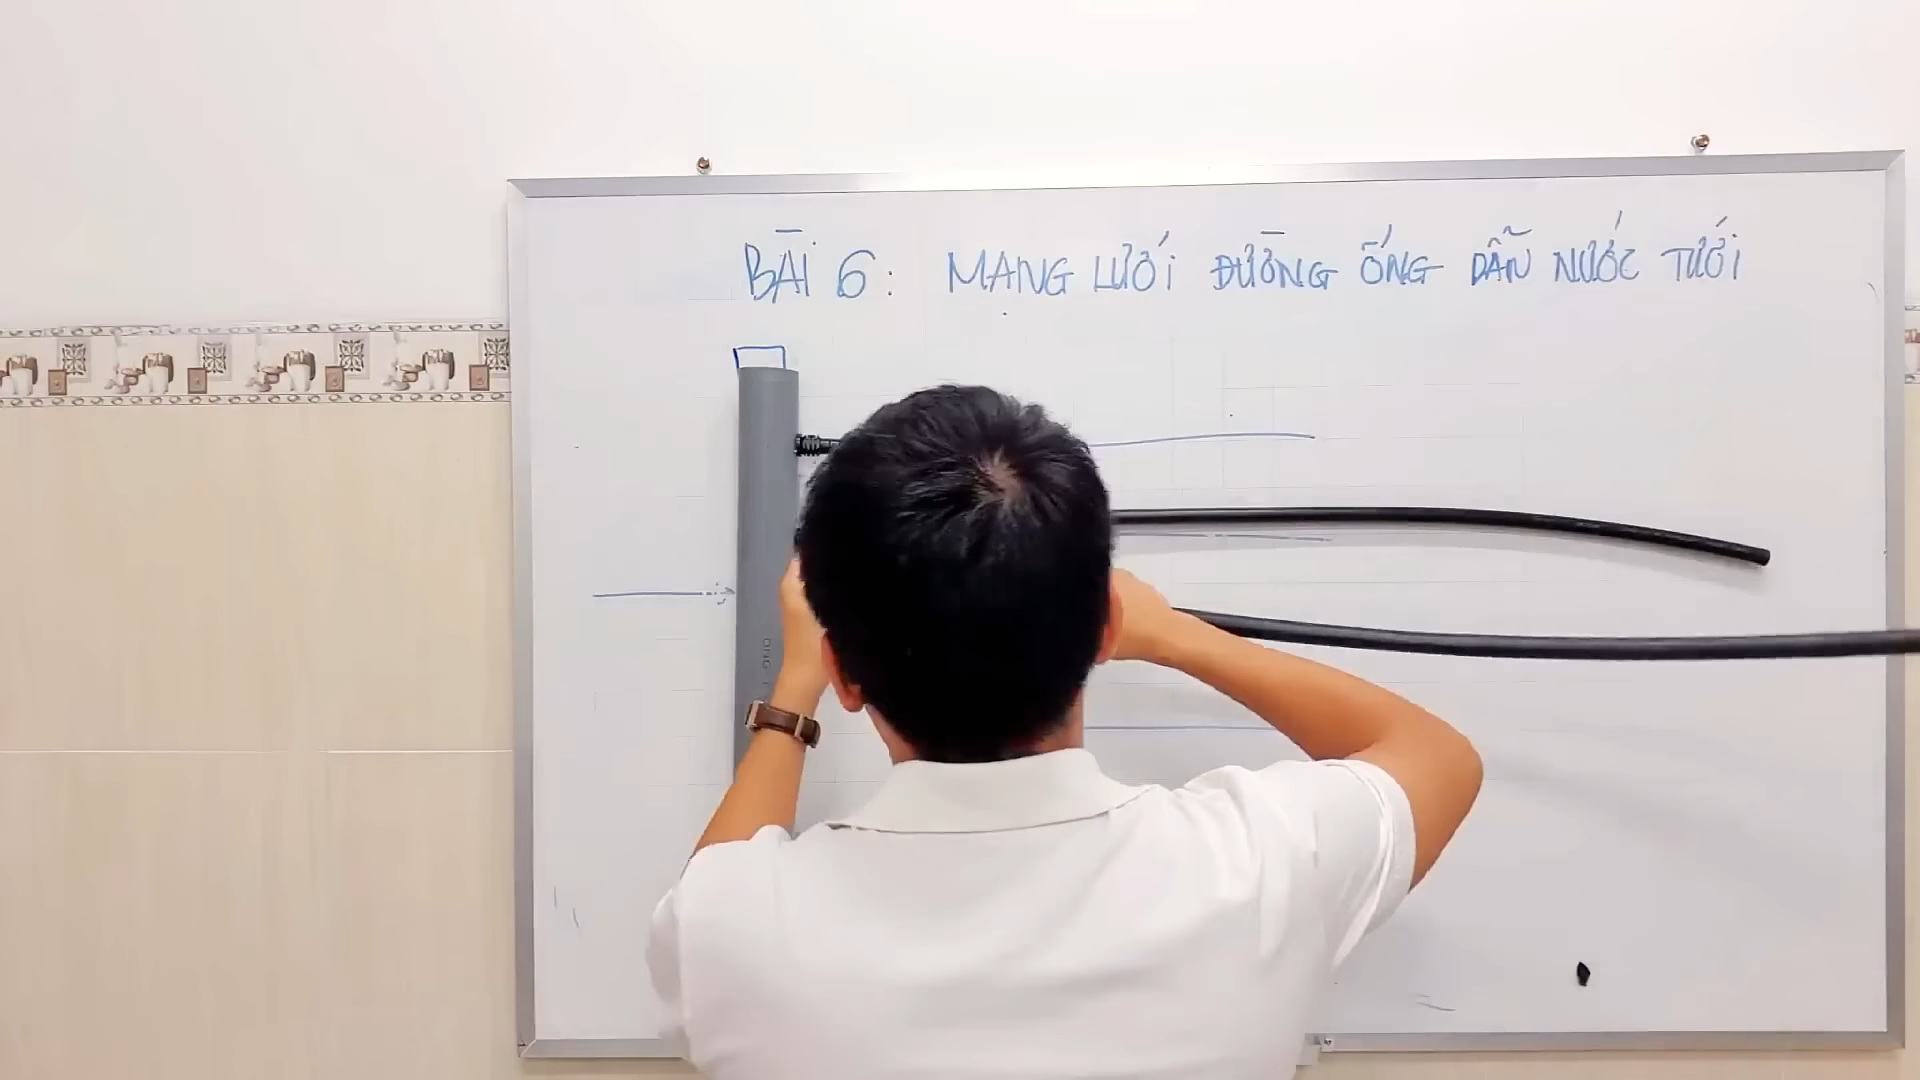 BÀI 6: MẠNG LƯỚI ĐƯỜNG ỐNG DẪN NƯỚC TƯỚI